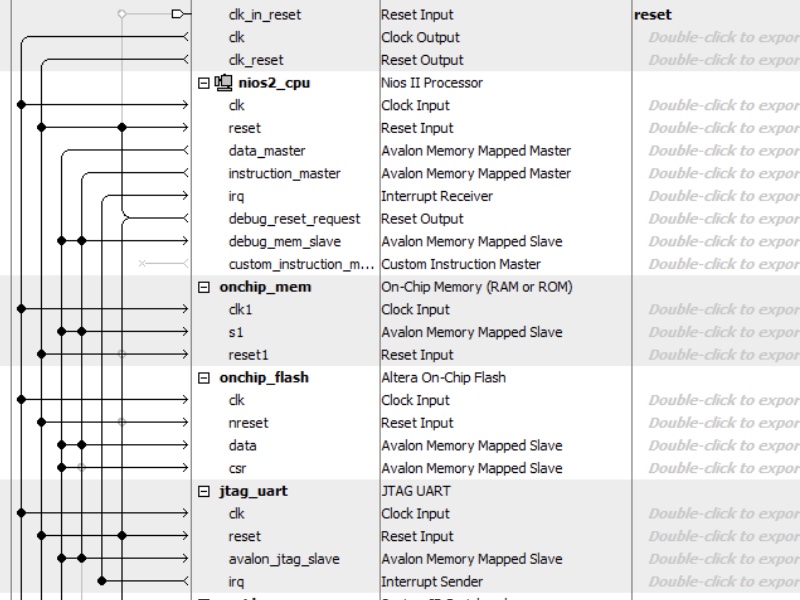 clk_in_reset Reset Input reset
clk Clock Output Double-click to expor
clk_reset Reset Output Double-click to expor
nios2_cpu Nios II Processor
clk Clock Input Double-click to expor
reset Reset Input Double-click to expor
data_master Avalon Memory Mapped Master Double-click to expor
instruction_master Avalon Memory Mapped Master Double-click to expor
irq Interrupt Receiver Double-click to expor
debug_reset_request Reset Output Double-click to expor
debug_mem_slave Avalon Memory Mapped Slave Double-click to expor
custom_instruction_m... Custom Instruction Master Double-click to expor
onchip_mem On-Chip Memory (RAM or ROM)
clk1 Clock Input Double-click to expor
s1 Avalon Memory Mapped Slave Double-click to expor
reset1 Reset Input Double-click to expor
onchip_flash Altera On-Chip Flash
clk Clock Input Double-click to expor
nreset Reset Input Double-click to expor
data Avalon Memory Mapped Slave Double-click to expor
csr Avalon Memory Mapped Slave Double-click to expor
jtag_uart JTAG UART
clk Clock Input Double-click to expor
reset Reset Input Double-click to expor
avalon_jtag_slave Avalon Memory Mapped Slave Double-click to expor
irq Interrupt Sender Double-click to expor